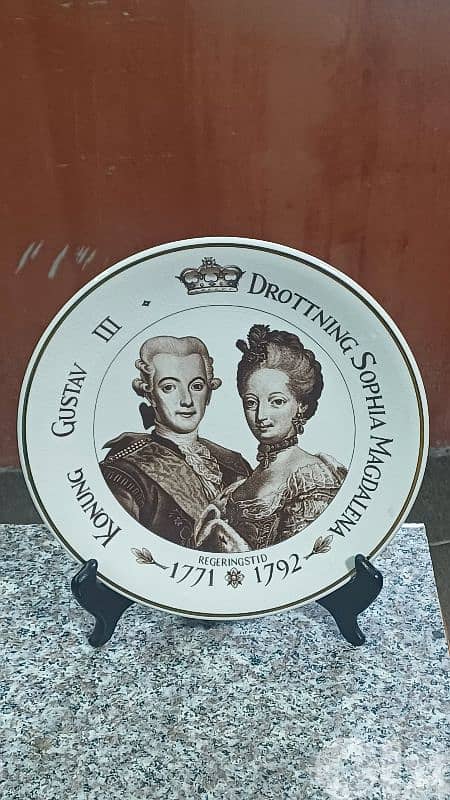 KONUNG GUSTAV III
DROTTNING SOPHIA MAGDALENA
REGERINGSTID
1771 1792